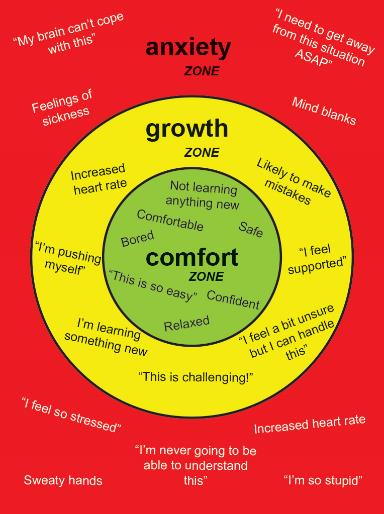 "My brain can't cope
with this"
anxiety
ZONE
"I need to get away
from this situation
ASAP"
Feelings of
sickness
Mind blanks
growth
ZONE
Increased
heart rate
Likely to make
mistakes
Not learning
anything new
Comfortable
Safe
Bored
comfort
ZONE
"I'm pushing
myself"
"I feel
supported"
"This is so easy"
Confident
Relaxed
I'm learning
something new
"I feel a bit unsure
but I can handle
this"
"This is challenging!"
"I feel so stressed"
Increased heart rate
"I'm never going to be
able to understand
this"
Sweaty hands
"I'm so stupid"